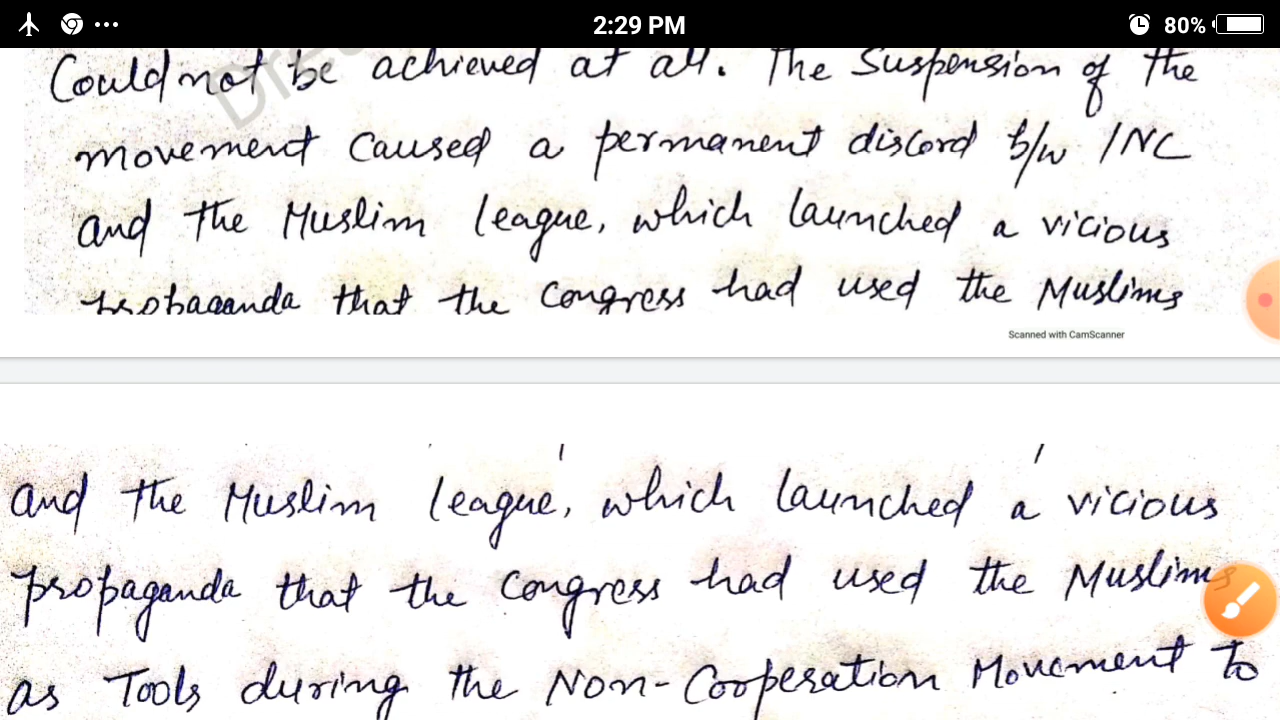 2:29 PM
80%
Could not be achieved at all. The Suspension of the
movement caused a permanent discord b/w INC
and the Muslim league, which launched a vicious
propaganda that the Congress had used the Muslims
Scanned with CamScanner
and the Muslim league, which launched a vicious
propaganda that the Congress had used the Muslims
as Tools during the Non-Cooperation Movement to